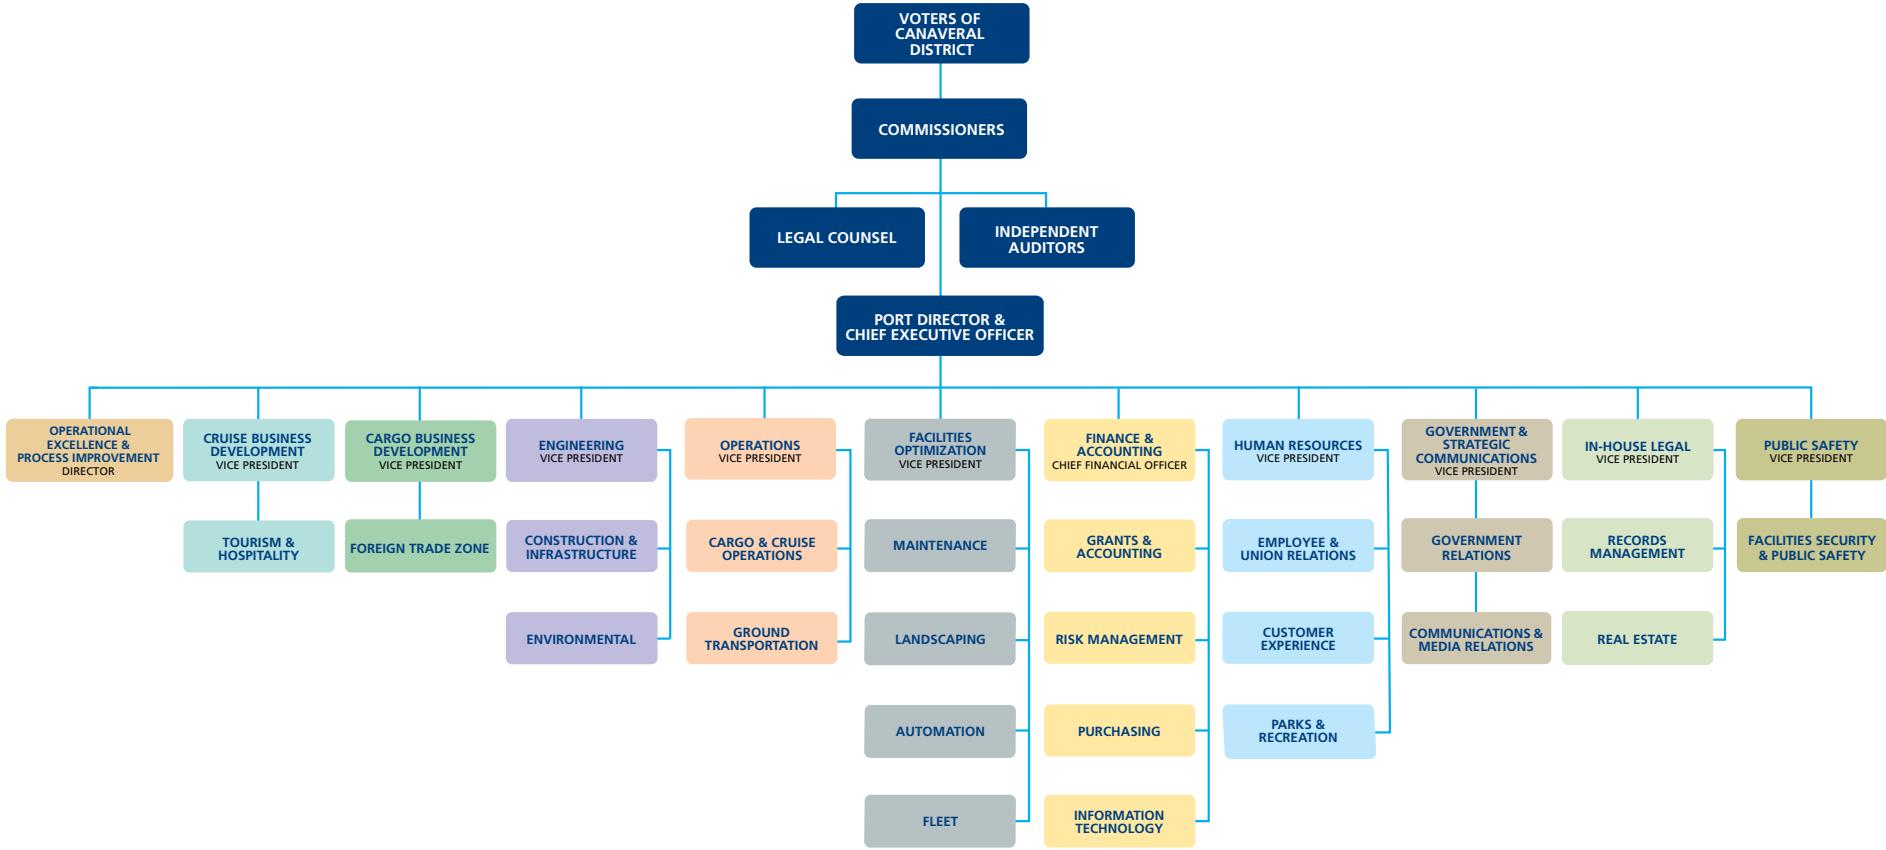 VOTERS OF
CANAVERAL
DISTRICT
COMMISSIONERS
LEGAL COUNSEL
INDEPENDENT
AUDITORS
PORT DIRECTOR &
CHIEF EXECUTIVE OFFICER
OPERATIONAL
EXCELLENCE &
PROCESS IMPROVEMENT
DIRECTOR
CRUISE BUSINESS
DEVELOPMENT
VICE PRESIDENT
CARGO BUSINESS
DEVELOPMENT
VICE PRESIDENT
ENGINEERING
VICE PRESIDENT
OPERATIONS
VICE PRESIDENT
FACILITIES
OPTIMIZATION
VICE PRESIDENT
FINANCE &
ACCOUNTING
CHIEF FINANCIAL OFFICER
HUMAN RESOURCES
VICE PRESIDENT
GOVERNMENT &
STRATEGIC
COMMUNICATIONS
VICE PRESIDENT
IN-HOUSE LEGAL
VICE PRESIDENT
PUBLIC SAFETY
VICE PRESIDENT
TOURISM &
HOSPITALITY
FOREIGN TRADE ZONE
CONSTRUCTION &
INFRASTRUCTURE
CARGO & CRUISE
OPERATIONS
MAINTENANCE
GRANTS &
ACCOUNTING
EMPLOYEE &
UNION RELATIONS
GOVERNMENT
RELATIONS
RECORDS
MANAGEMENT
FACILITIES SECURITY
& PUBLIC SAFETY
ENVIRONMENTAL
GROUND
TRANSPORTATION
LANDSCAPING
RISK MANAGEMENT
CUSTOMER
EXPERIENCE
COMMUNICATIONS &
MEDIA RELATIONS
REAL ESTATE
AUTOMATION
PURCHASING
PARKS &
RECREATION
FLEET
INFORMATION
TECHNOLOGY